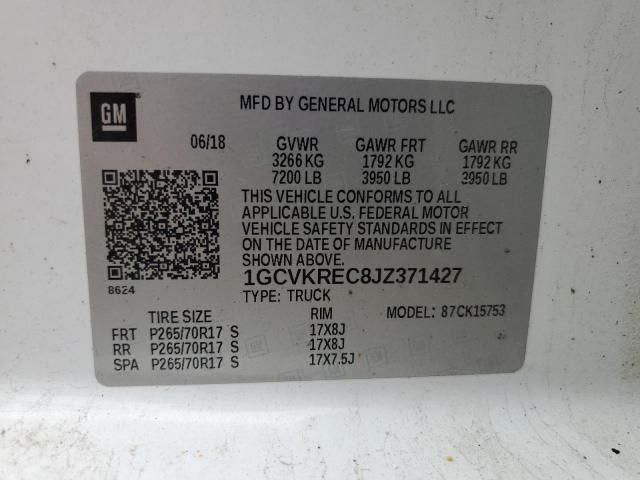 GM
MFD BY GENERAL MOTORS LLC
06/18 GVWR GAWR FRT GAWR RR
3266 KG 1792 KG 1792 KG
7200 LB 3950 LB 3950 LB
THIS VEHICLE CONFORMS TO ALL
APPLICABLE U.S. FEDERAL MOTOR
VEHICLE SAFETY STANDARDS IN EFFECT
ON THE DATE OF MANUFACTURE
SHOWN ABOVE.
8624
1GCVKREC8JZ371427
TYPE: TRUCK MODEL: 87CK15753
TIRE SIZE RIM
FRT P265/70R17 S 17X8J
RR P265/70R17 S 17X8J
SPA P265/70R17 S 17X7.5J